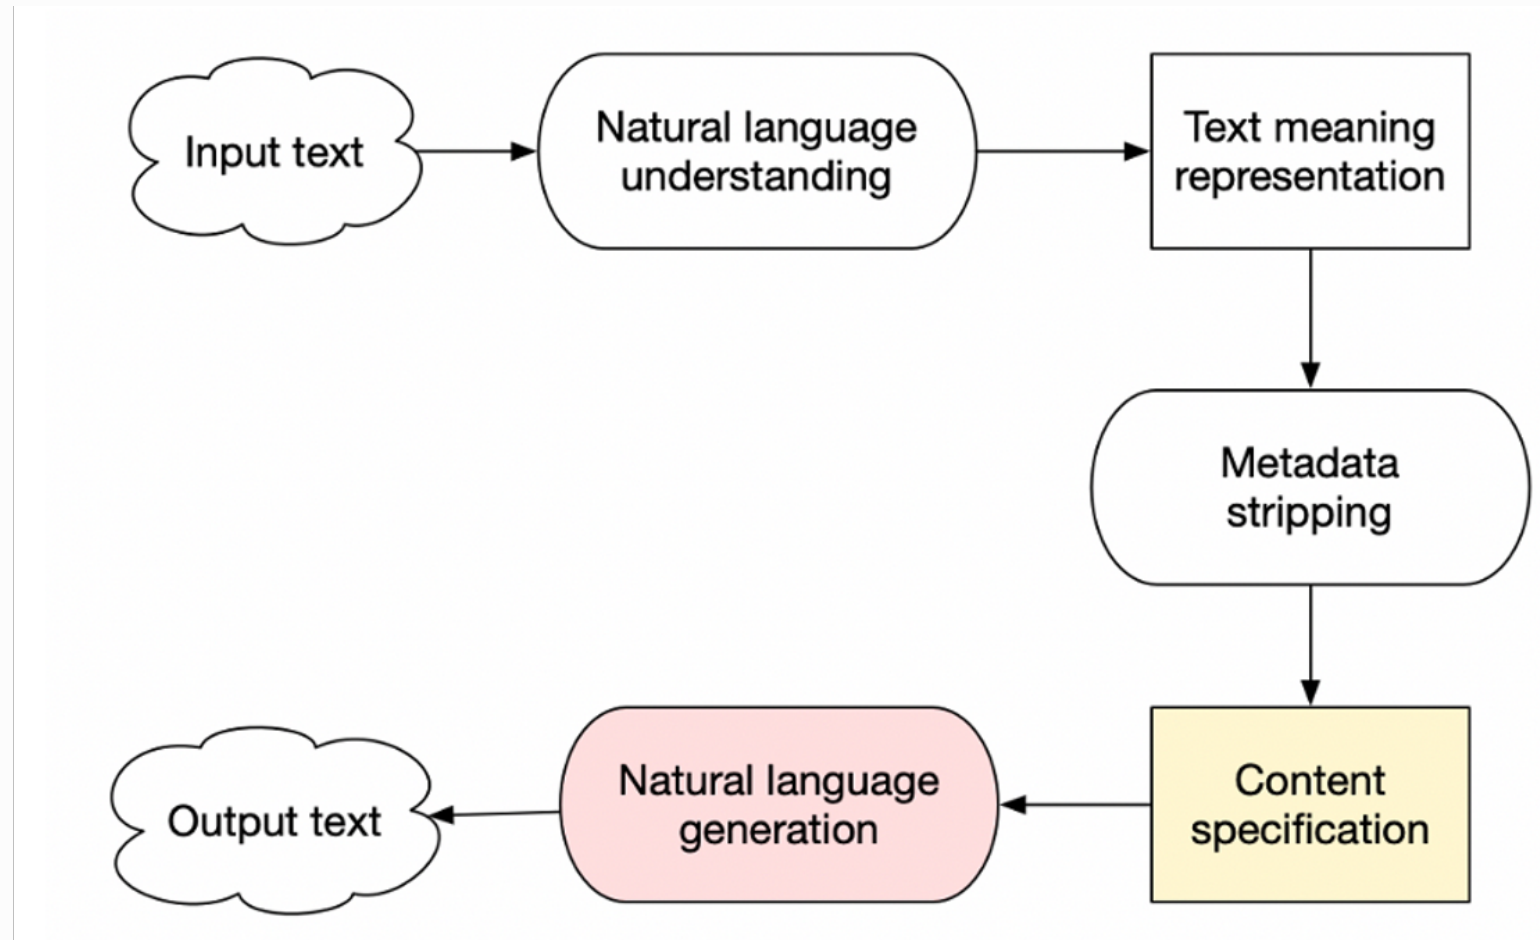 Input text
Natural language
understanding
Text meaning
representation
Metadata
stripping
Content
specification
Natural language
generation
Output text